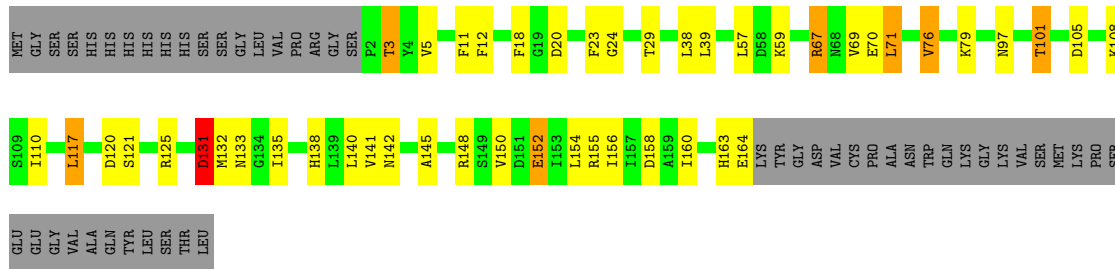 MET GLY SER SER HIS HIS HIS HIS HIS HIS SER SER GLY LEU VAL PRO ARG GLY SER P2 T3 Y4 V5 F11 F12 F18 G19 D20 F23 G24 T29 L38 L39 L57 D58 K59 R67 N68 V69 E70 L71 V76 K79 N97 T101 D105 K108
S109 I110 L117 D120 S121 R125 D131 M132 N133 G134 I135 H138 L139 L140 V141 N142 A145 R148 S149 V150 D151 E152 I153 L154 R155 I156 I157 D158 A159 I160 H163 E164 LYS TYR GLY ASP VAL CYS PRO ALA ASN TRP GLN LYS GLY LYS VAL SER MET LYS PRO SER
GLU GLU GLY VAL ALA GLN TYR LEU SER THR LEU